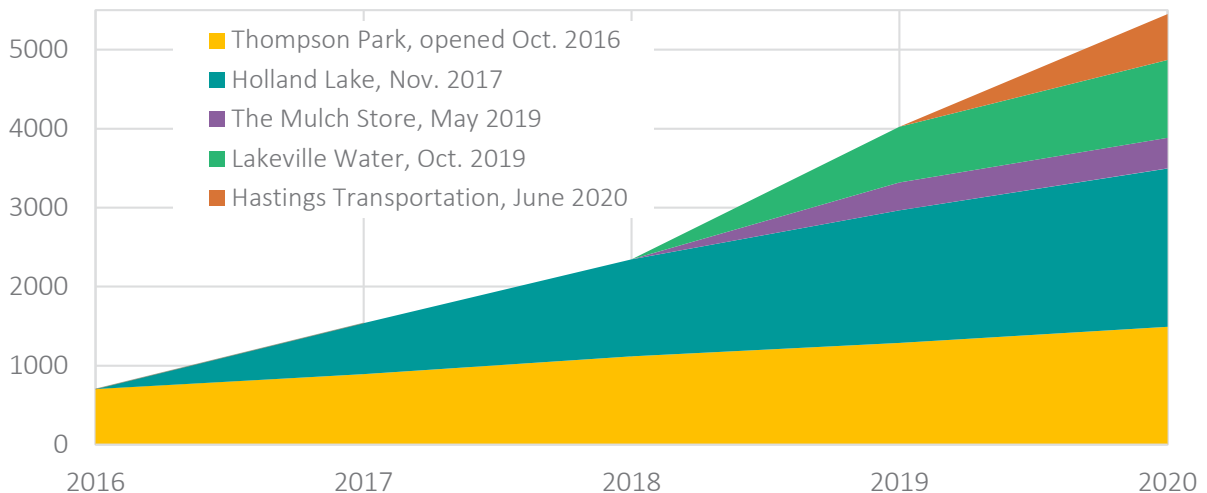 5000
4000
3000
2000
1000
0
Thompson Park, opened Oct. 2016
Holland Lake, Nov. 2017
The Mulch Store, May 2019
Lakeville Water, Oct. 2019
Hastings Transportation, June 2020
2016 2017 2018 2019 2020